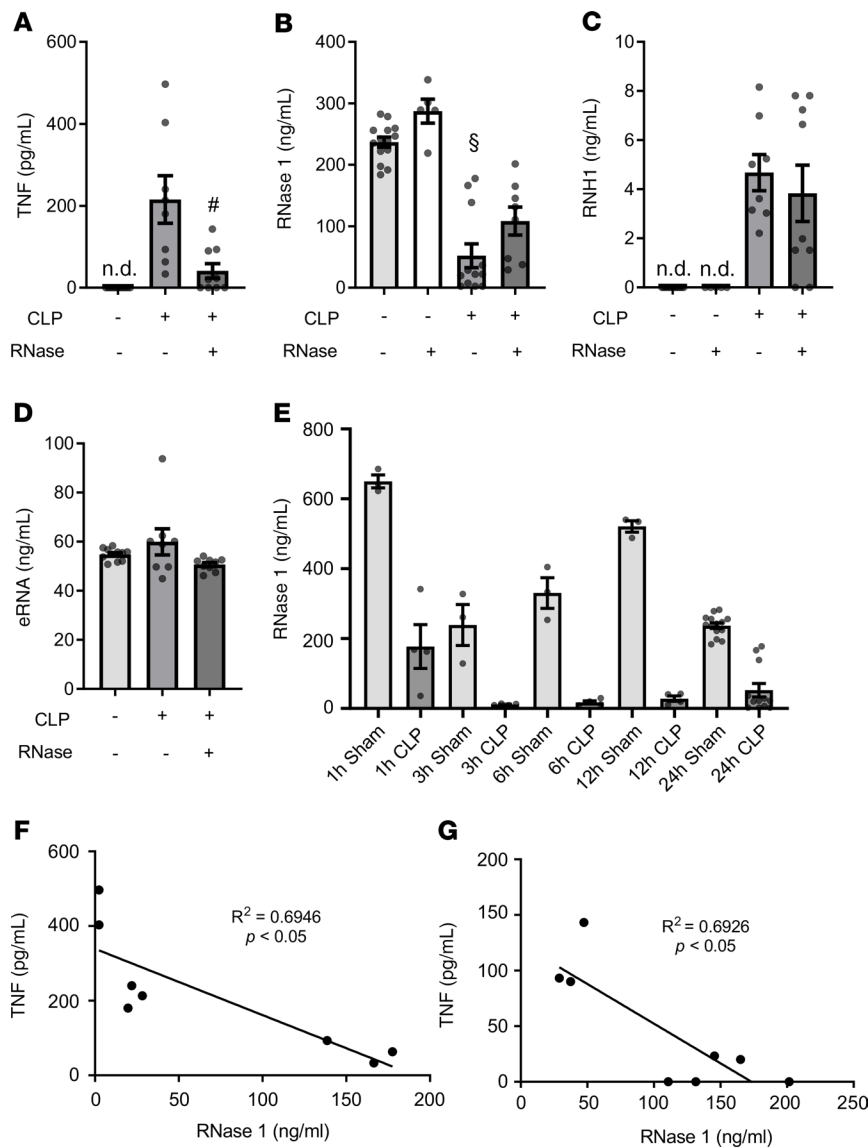 A
TNF (pg/mL)
600
400
200
0
n.d.
#
CLP - + +
RNase - - +
B
RNase 1 (ng/mL)
400
300
200
100
0
§
CLP - - + +
RNase - + - +
C
RNH1 (ng/mL)
10
8
6
4
2
0
n.d. n.d.
CLP - - + +
RNase - + - +
D
eRNA (ng/mL)
100
80
60
40
20
0
CLP - + +
RNase - - +
E
RNase 1 (ng/mL)
800
600
400
200
0
1h Sham
1h CLP
3h Sham
3h CLP
6h Sham
6h CLP
12h Sham
12h CLP
24h Sham
24h CLP
F
TNF (pg/mL)
600
400
200
0
R² = 0.6946
p < 0.05
0 50 100 150 200
RNase 1 (ng/ml)
G
TNF (pg/mL)
200
150
100
50
0
R² = 0.6926
p < 0.05
0 50 100 150 200 250
RNase 1 (ng/ml)